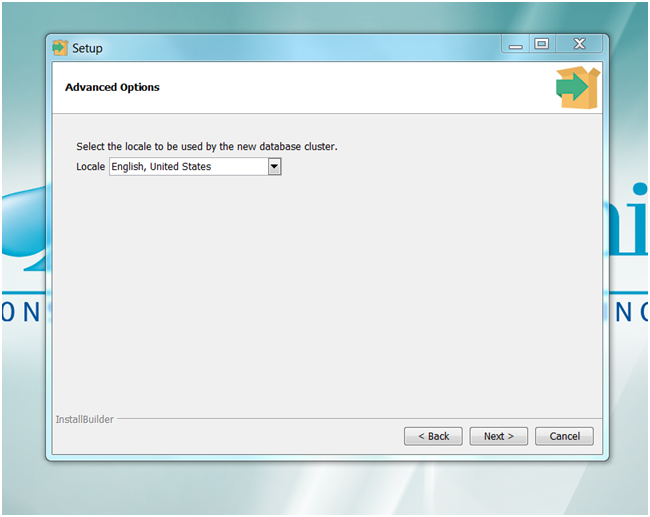 Setup
Advanced Options
Select the locale to be used by the new database cluster.
Locale English, United States
InstallBuilder
< Back Next > Cancel